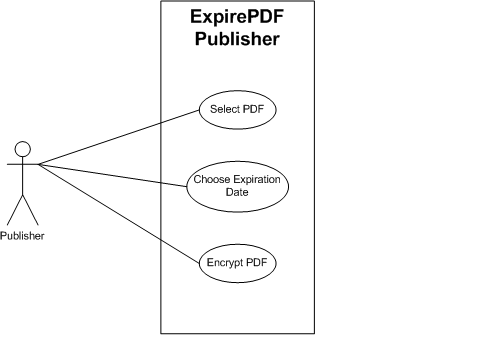 ExpirePDF
Publisher
Select PDF
Choose Expiration
Date
Encrypt PDF
Publisher